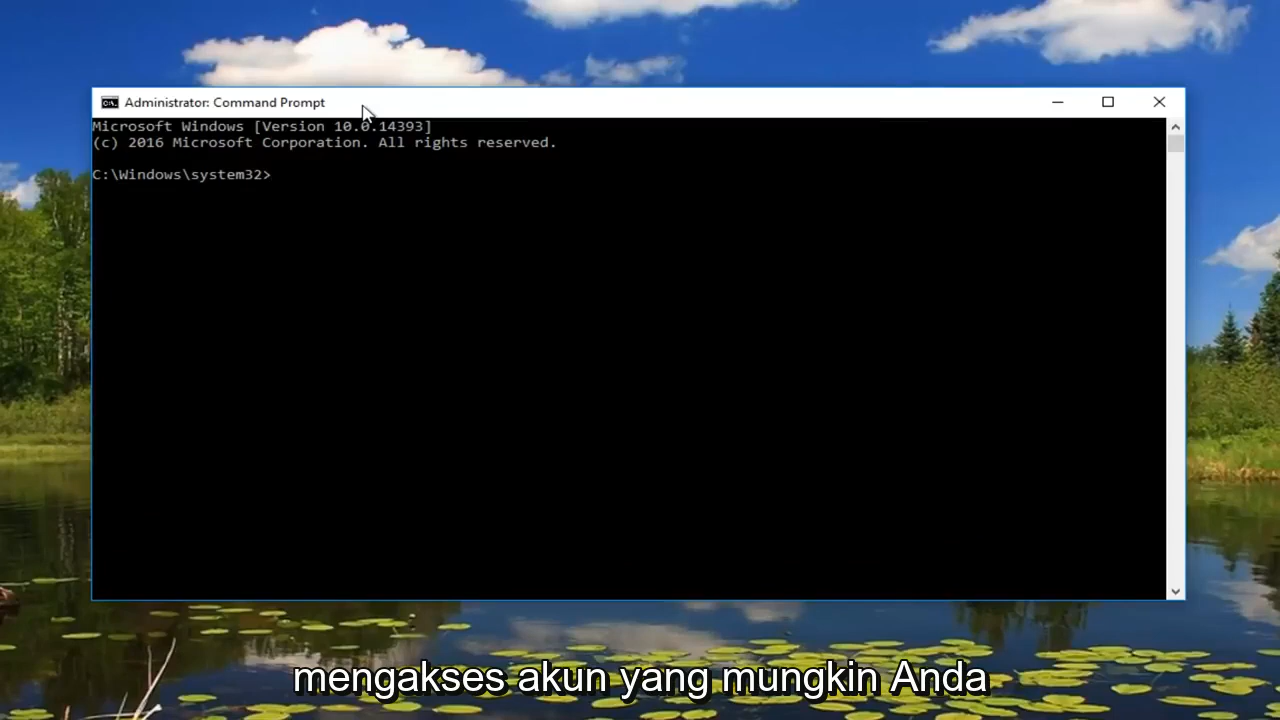 Administrator: Command Prompt
Microsoft Windows [Version 10.0.14393]
(c) 2016 Microsoft Corporation. All rights reserved.
C:\Windows\system32>
mengakses akun yang mungkin Anda